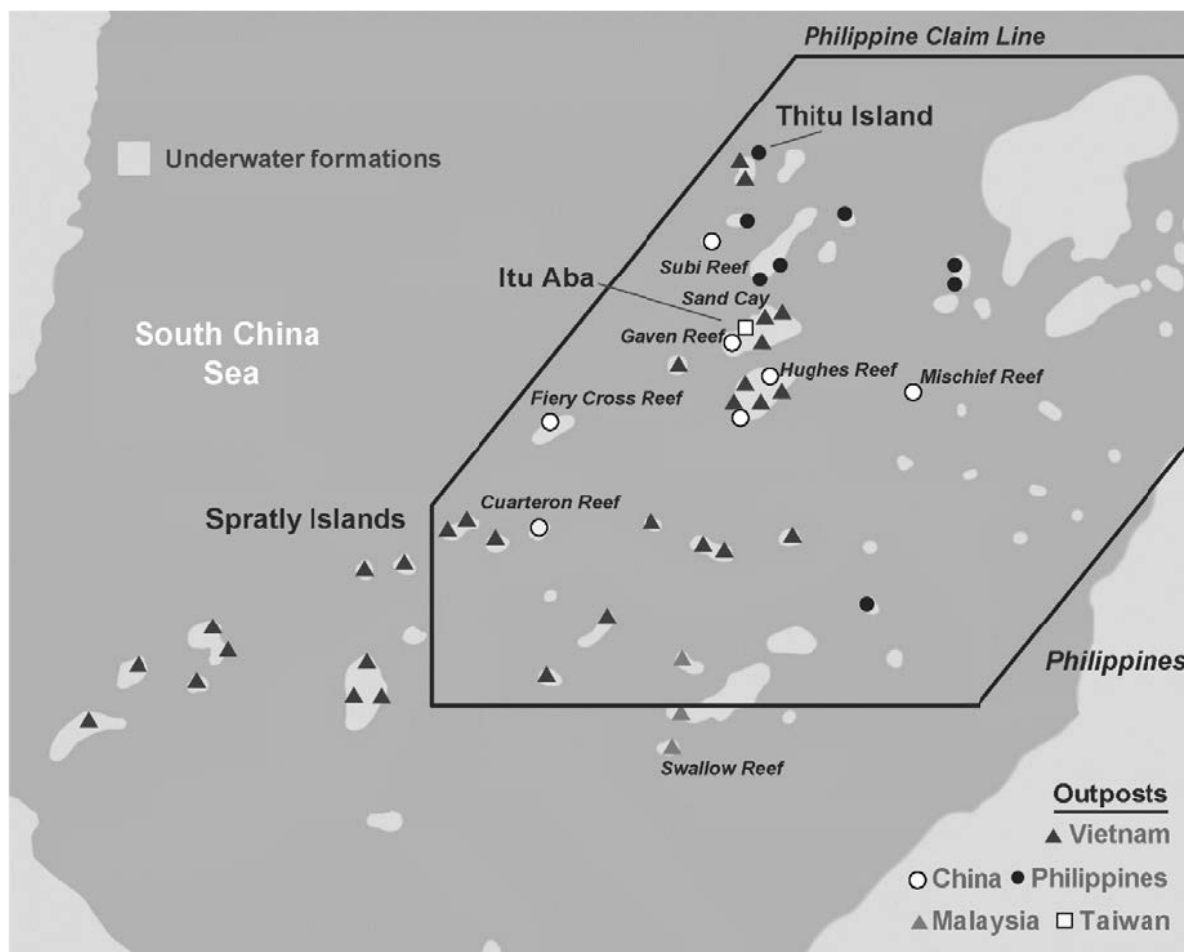 Philippine Claim Line
Thitu Island
Underwater formations
Subi Reef
Itu Aba
Sand Cay
South China
Sea
Gaven Reef
Hughes Reef
Mischief Reef
Fiery Cross Reef
Cuarteron Reef
Spratly Islands
Philippines
Swallow Reef
Outposts
Vietnam
China
Philippines
Malaysia
Taiwan